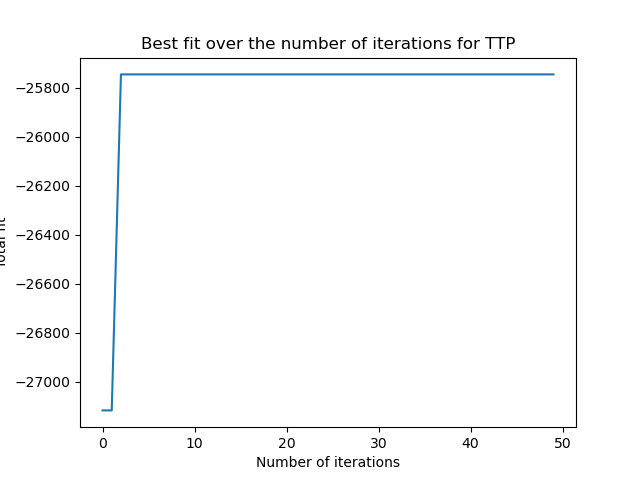 Best fit over the number of iterations for TTP
−25800
−26000
−26200
−26400
−26600
−26800
−27000
Total fit
0 10 20 30 40 50
Number of iterations